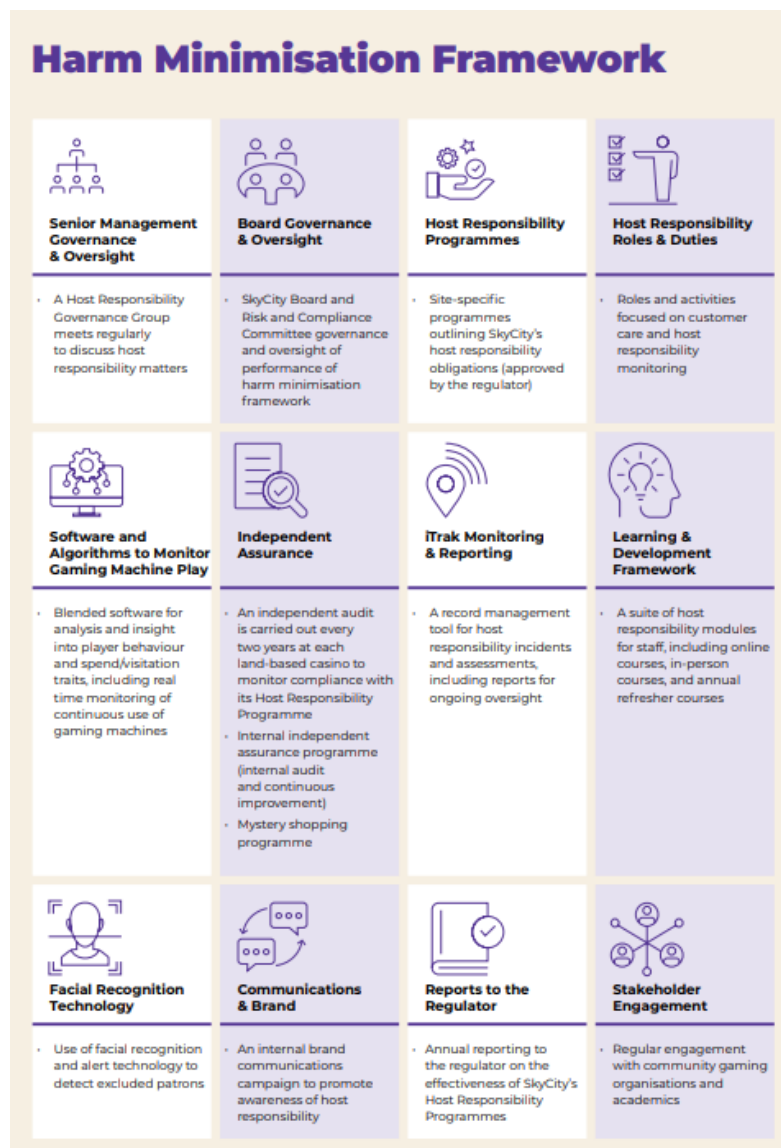 Harm Minimisation Framework
Senior Management
Governance
& Oversight
· A Host Responsibility
Governance Group
meets regularly
to discuss host
responsibility matters
Board Governance
& Oversight
· SkyCity Board and
Risk and Compliance
Committee governance
and oversight of
performance of
harm minimisation
framework
Host Responsibility
Programmes
· Site-specific
programmes
outlining SkyCity’s
host responsibility
obligations (approved
by the regulator)
Host Responsibility
Roles & Duties
· Roles and activities
focused on customer
care and host
responsibility
monitoring
Software and
Algorithms to Monitor
Gaming Machine Play
· Blended software for
analysis and insight
into player behaviour
and spend/visitation
traits, including real
time monitoring of
continuous use of
gaming machines
Independent
Assurance
· An independent audit
is carried out every
two years at each
land-based casino to
monitor compliance with
its Host Responsibility
Programme
· Internal independent
assurance programme
(internal audit
and continuous
improvement)
· Mystery shopping
programme
iTrak Monitoring
& Reporting
· A record management
tool for host
responsibility incidents
and assessments,
including reports for
ongoing oversight
Learning &
Development
Framework
· A suite of host
responsibility modules
for staff, including online
courses, in-person
courses, and annual
refresher courses
Facial Recognition
Technology
· Use of facial recognition
and alert technology to
detect excluded patrons
Communications
& Brand
· An internal brand
communications
campaign to promote
awareness of host
responsibility
Reports to the
Regulator
· Annual reporting to
the regulator on the
effectiveness of SkyCity’s
Host Responsibility
Programmes
Stakeholder
Engagement
· Regular engagement
with community gaming
organisations and
academics